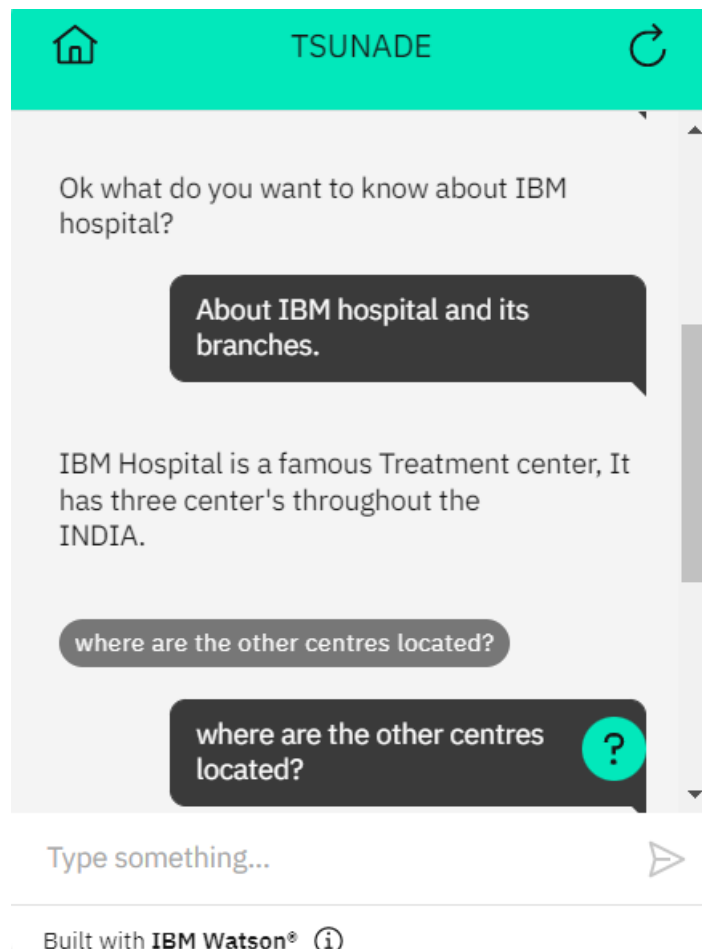 TSUNADE
Ok what do you want to know about IBM
hospital?
About IBM hospital and its
branches.
IBM Hospital is a famous Treatment center, It
has three center's throughout the
INDIA.
where are the other centres located?
where are the other centres
located?
?
Type something...
Built with IBM Watson®